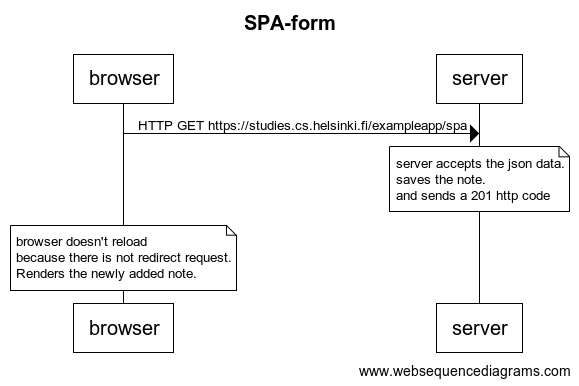 SPA-form
browser
server
HTTP GET https://studies.cs.helsinki.fi/exampleapp/spa
server accepts the json data.
saves the note.
and sends a 201 http code
browser doesn't reload
because there is not redirect request.
Renders the newly added note.
browser
server
www.websequencediagrams.com